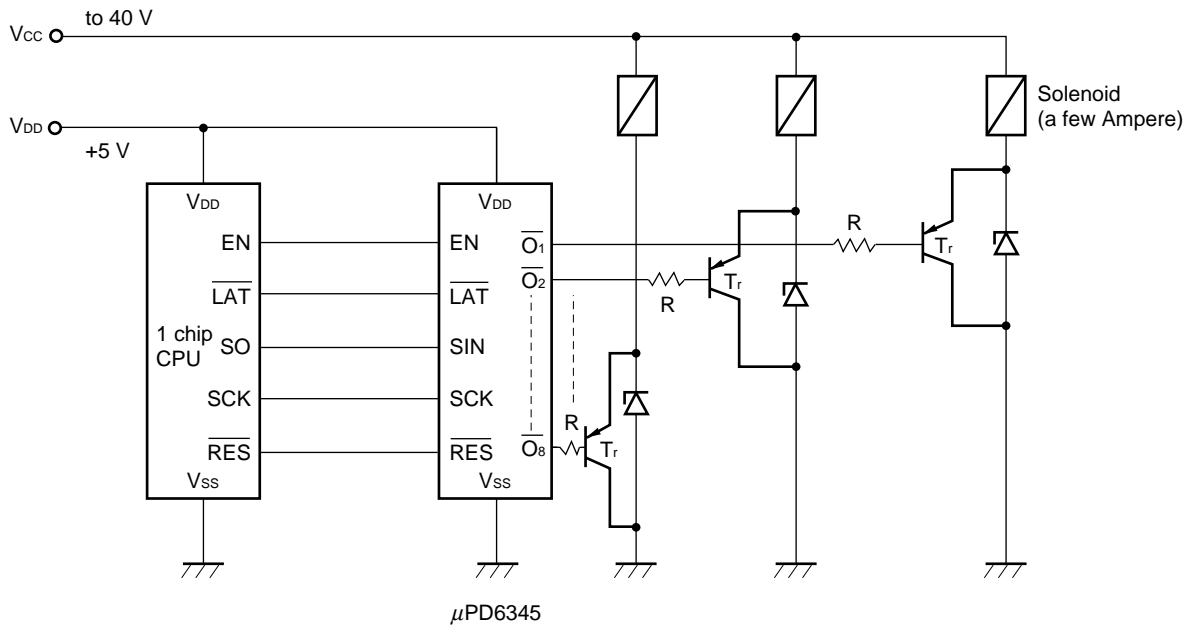 to 40 V
VCC
VDD
+5 V
Solenoid
(a few Ampere)
VDD
EN
LAT
1 chip
CPU
SO
SCK
RES
VSS
VDD
EN
LAT
SIN
SCK
RES
VSS
O1
O2
O8
R
Tr
R
Tr
R
Tr
μPD6345